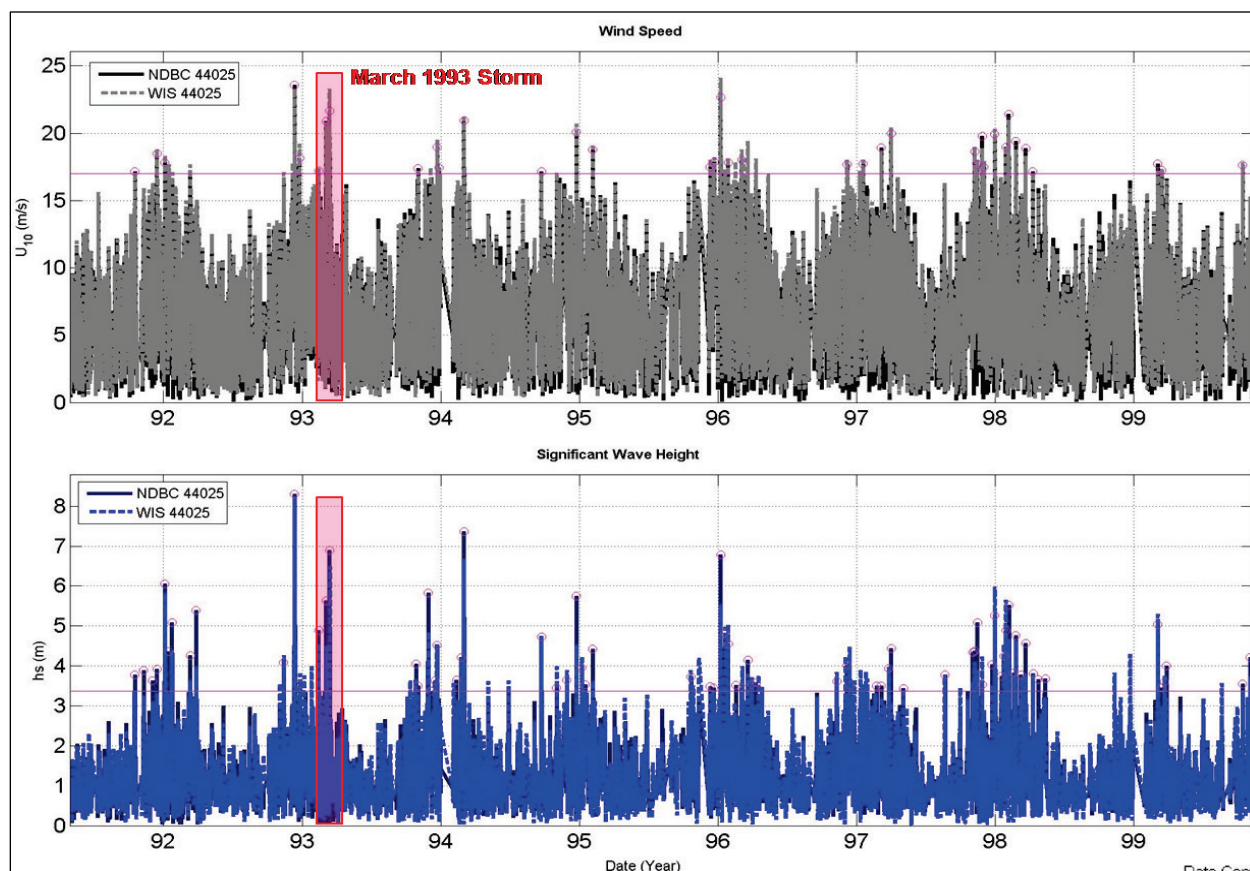 Wind Speed
NDBC 44025
WIS 44025
March 1993 Storm
25
20
15
10
5
0
U10 (m/s)
92 93 94 95 96 97 98 99
Significant Wave Height
NDBC 44025
WIS 44025
8
7
6
5
4
3
2
1
0
hs (m)
92 93 94 95 96 97 98 99
Date (Year)